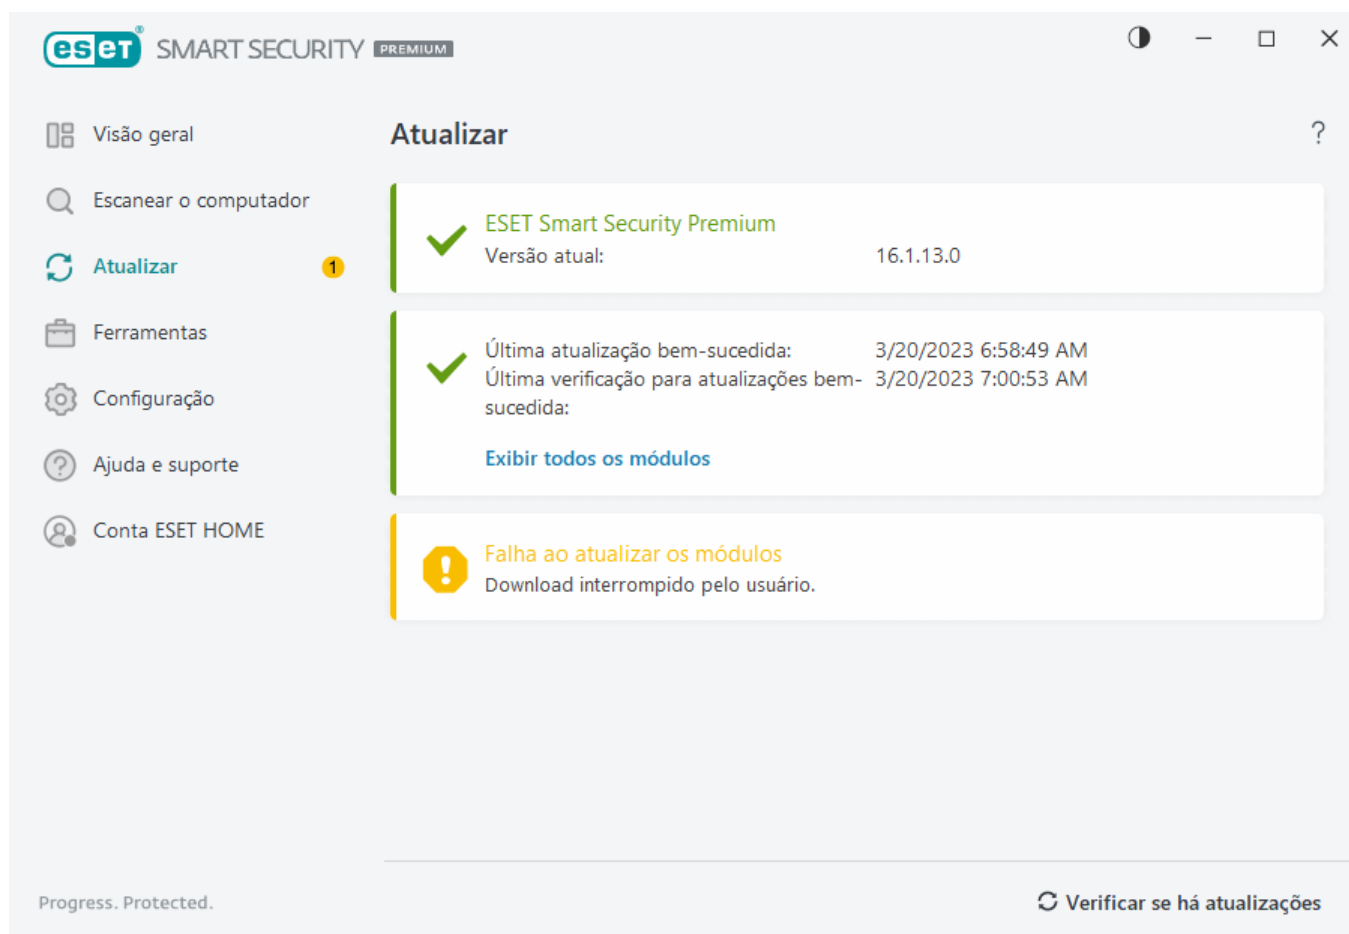 eset® SMART SECURITY PREMIUM
Visão geral
Escanear o computador
Atualizar 1
Ferramentas
Configuração
Ajuda e suporte
Conta ESET HOME
Atualizar ?
ESET Smart Security Premium
Versão atual: 16.1.13.0
Última atualização bem-sucedida: 3/20/2023 6:58:49 AM
Última verificação para atualizações bem- 3/20/2023 7:00:53 AM
sucedida:
Exibir todos os módulos
Falha ao atualizar os módulos
Download interrompido pelo usuário.
Progress. Protected.
Verificar se há atualizações